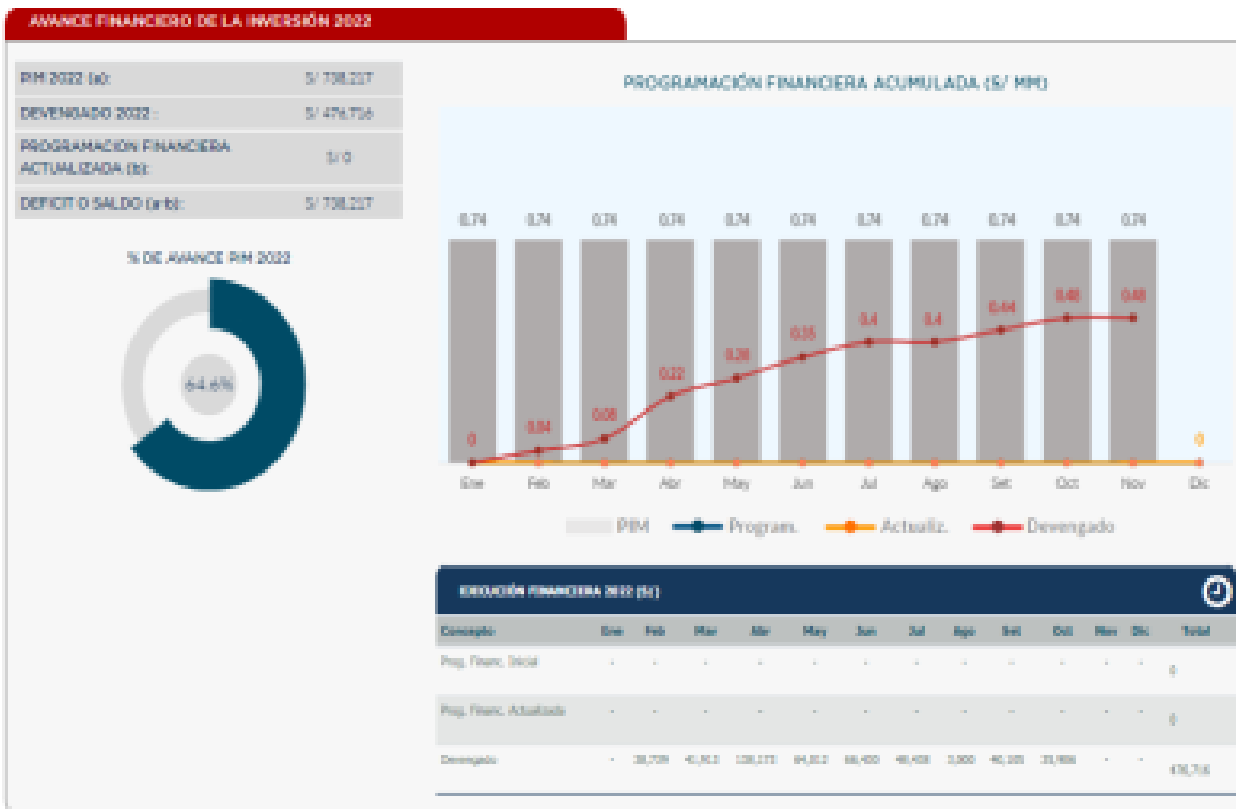 AVANCE FINANCIERO DE LA INVERSIÓN 2022
PIM 2022 (a): S/ 738,217
DEVENGADO 2022 : S/ 476,716
PROGRAMACION FINANCIERA
ACTUALIZADA (b): S/ 0
DEFICIT O SALDO (a-b): S/ 738,217
% DE AVANCE PIM 2022
64.6%
PROGRAMACIÓN FINANCIERA ACUMULADA (S/ MM)
0.74 0.74 0.74 0.74 0.74 0.74 0.74 0.74 0.74 0.74 0.74
0 0.04 0.08 0.22 0.28 0.35 0.4 0.4 0.44 0.48 0.48 0
Ene Feb Mar Abr May Jun Jul Ago Set Oct Nov Dic
PIM Program. Actualiz. Devengado
EJECUCIÓN FINANCIERA 2022 (S/)
Concepto Ene Feb Mar Abr May Jun Jul Ago Set Oct Nov Dic Total
Prog. Financ. Inicial - - - - - - - - - - - - 0
Prog. Financ. Actualizada - - - - - - - - - - - - 0
Devengado - - - 476,716